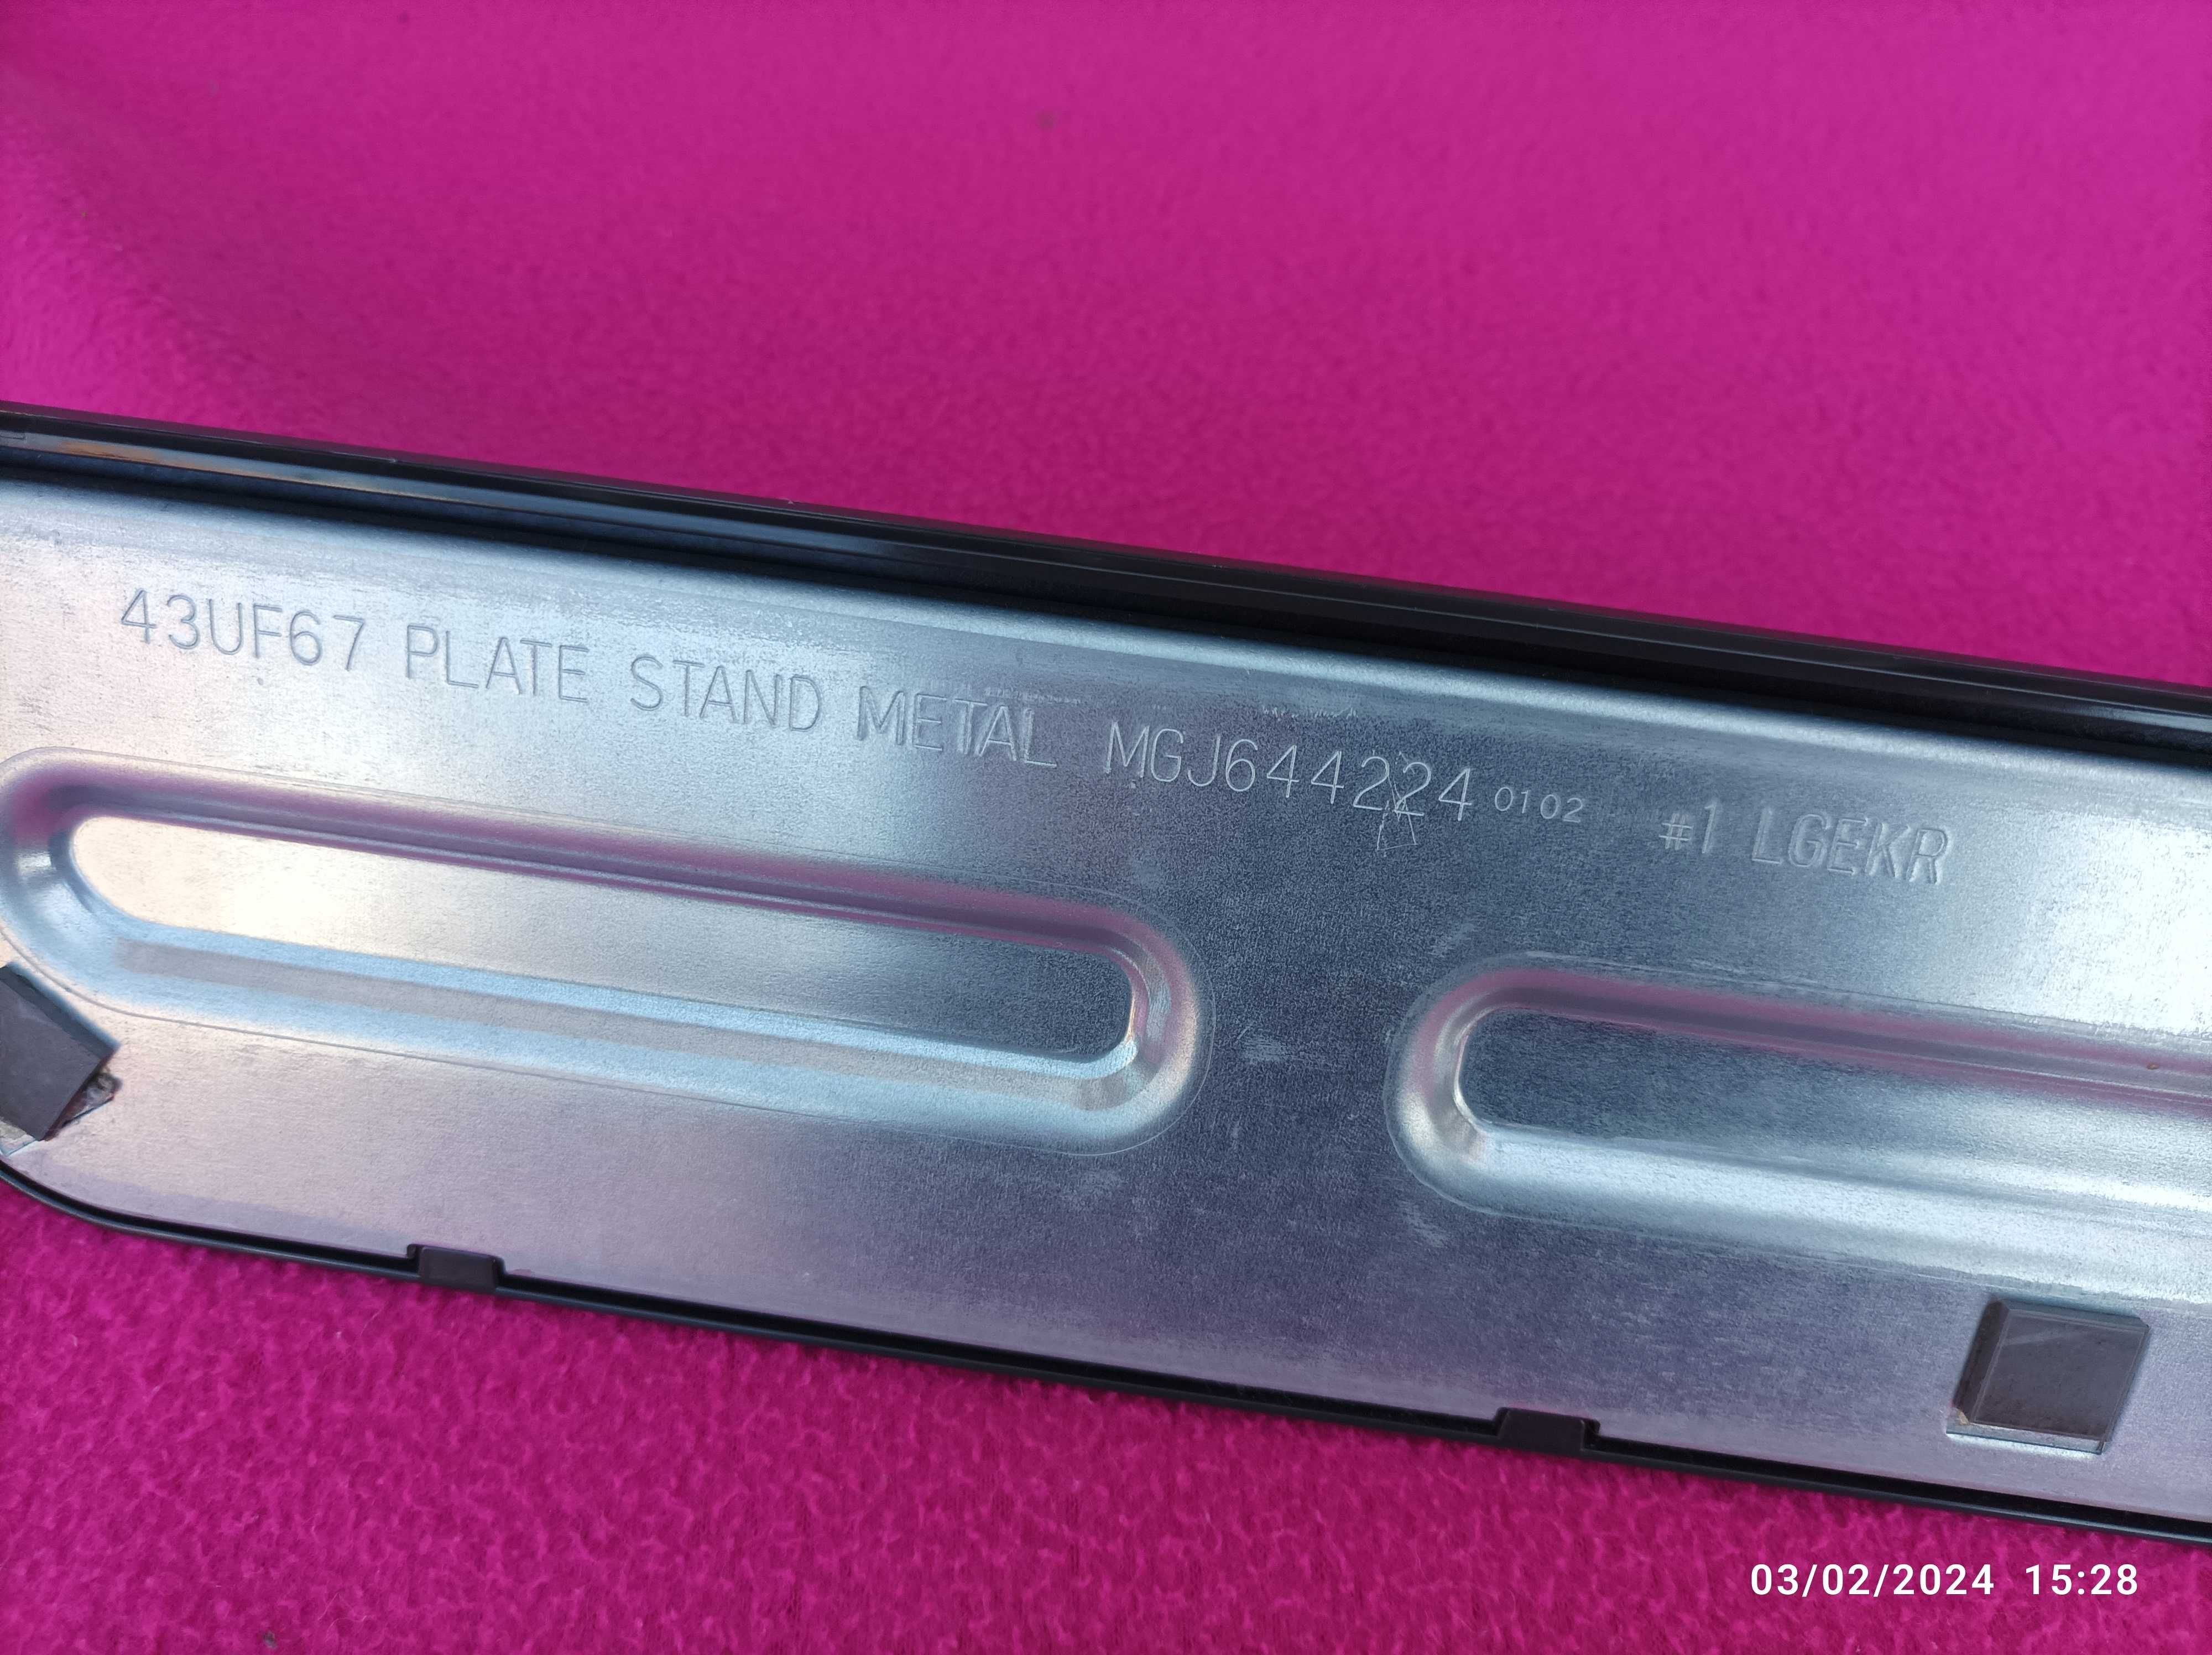 43UF67 PLATE STAND METAL MGJ644224 0102 #1 LGEKR
03/02/2024 15:28